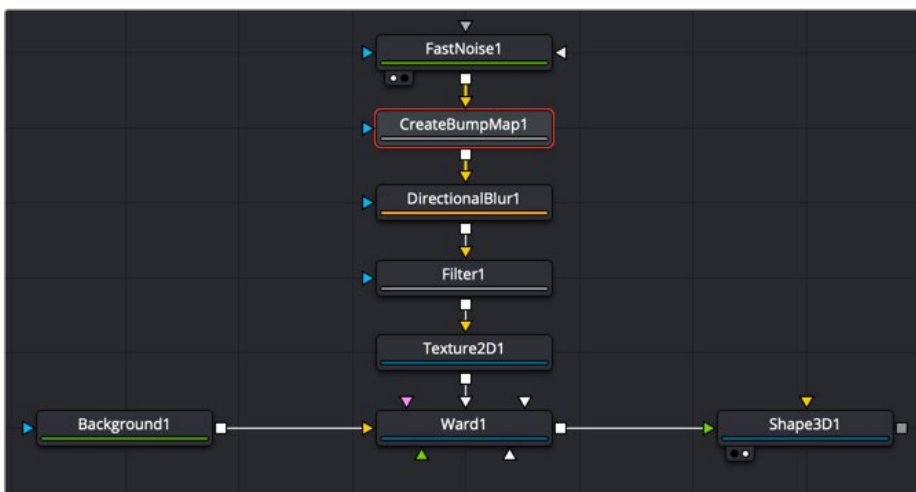 FastNoise1
CreateBumpMap1
DirectionalBlur1
Filter1
Texture2D1
Background1
Ward1
Shape3D1